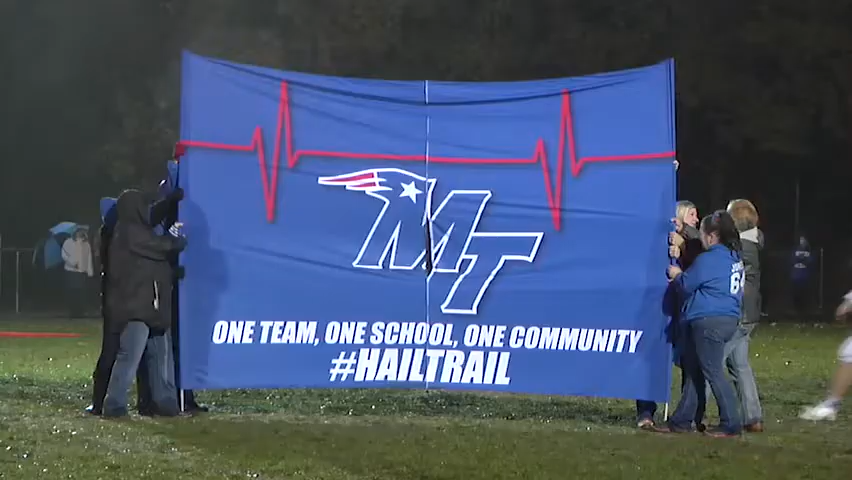 MT
ONE TEAM, ONE SCHOOL, ONE COMMUNITY
#HAILTRAIL